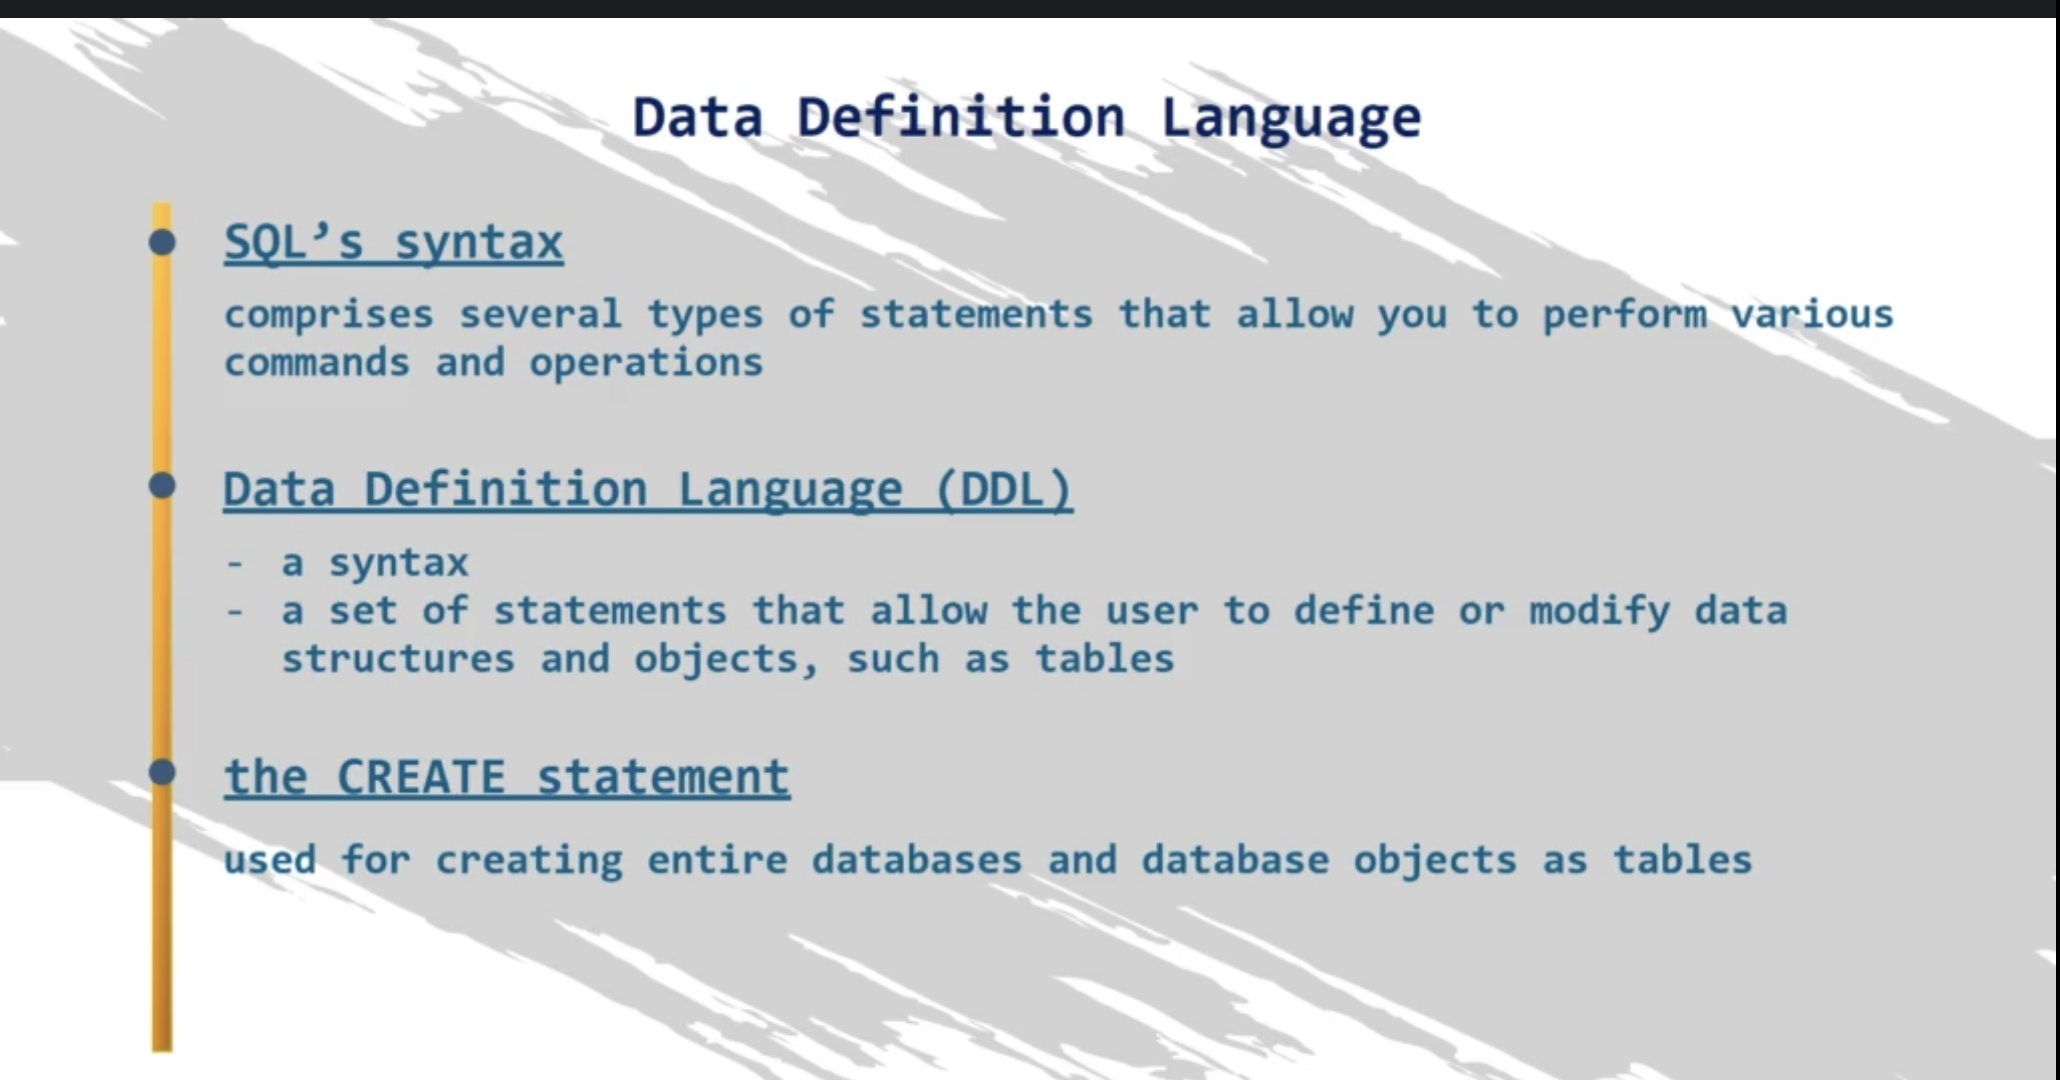 Data Definition Language
SQL’s syntax
comprises several types of statements that allow you to perform various
commands and operations
Data Definition Language (DDL)
- a syntax
- a set of statements that allow the user to define or modify data
structures and objects, such as tables
the CREATE statement
used for creating entire databases and database objects as tables